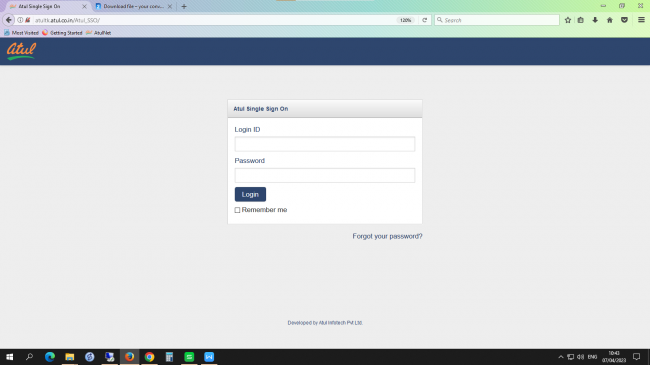 Atul Single Sign On
Download file – your conv...
atultk.atul.co.in/Atul_SSO/
120%
Search
Most Visited
Getting Started
AtulNet
Atul
Atul Single Sign On
Login ID
Password
Login
Remember me
Forgot your password?
Developed by Atul Infotech Pvt Ltd
ENG
10:43
07/04/2023